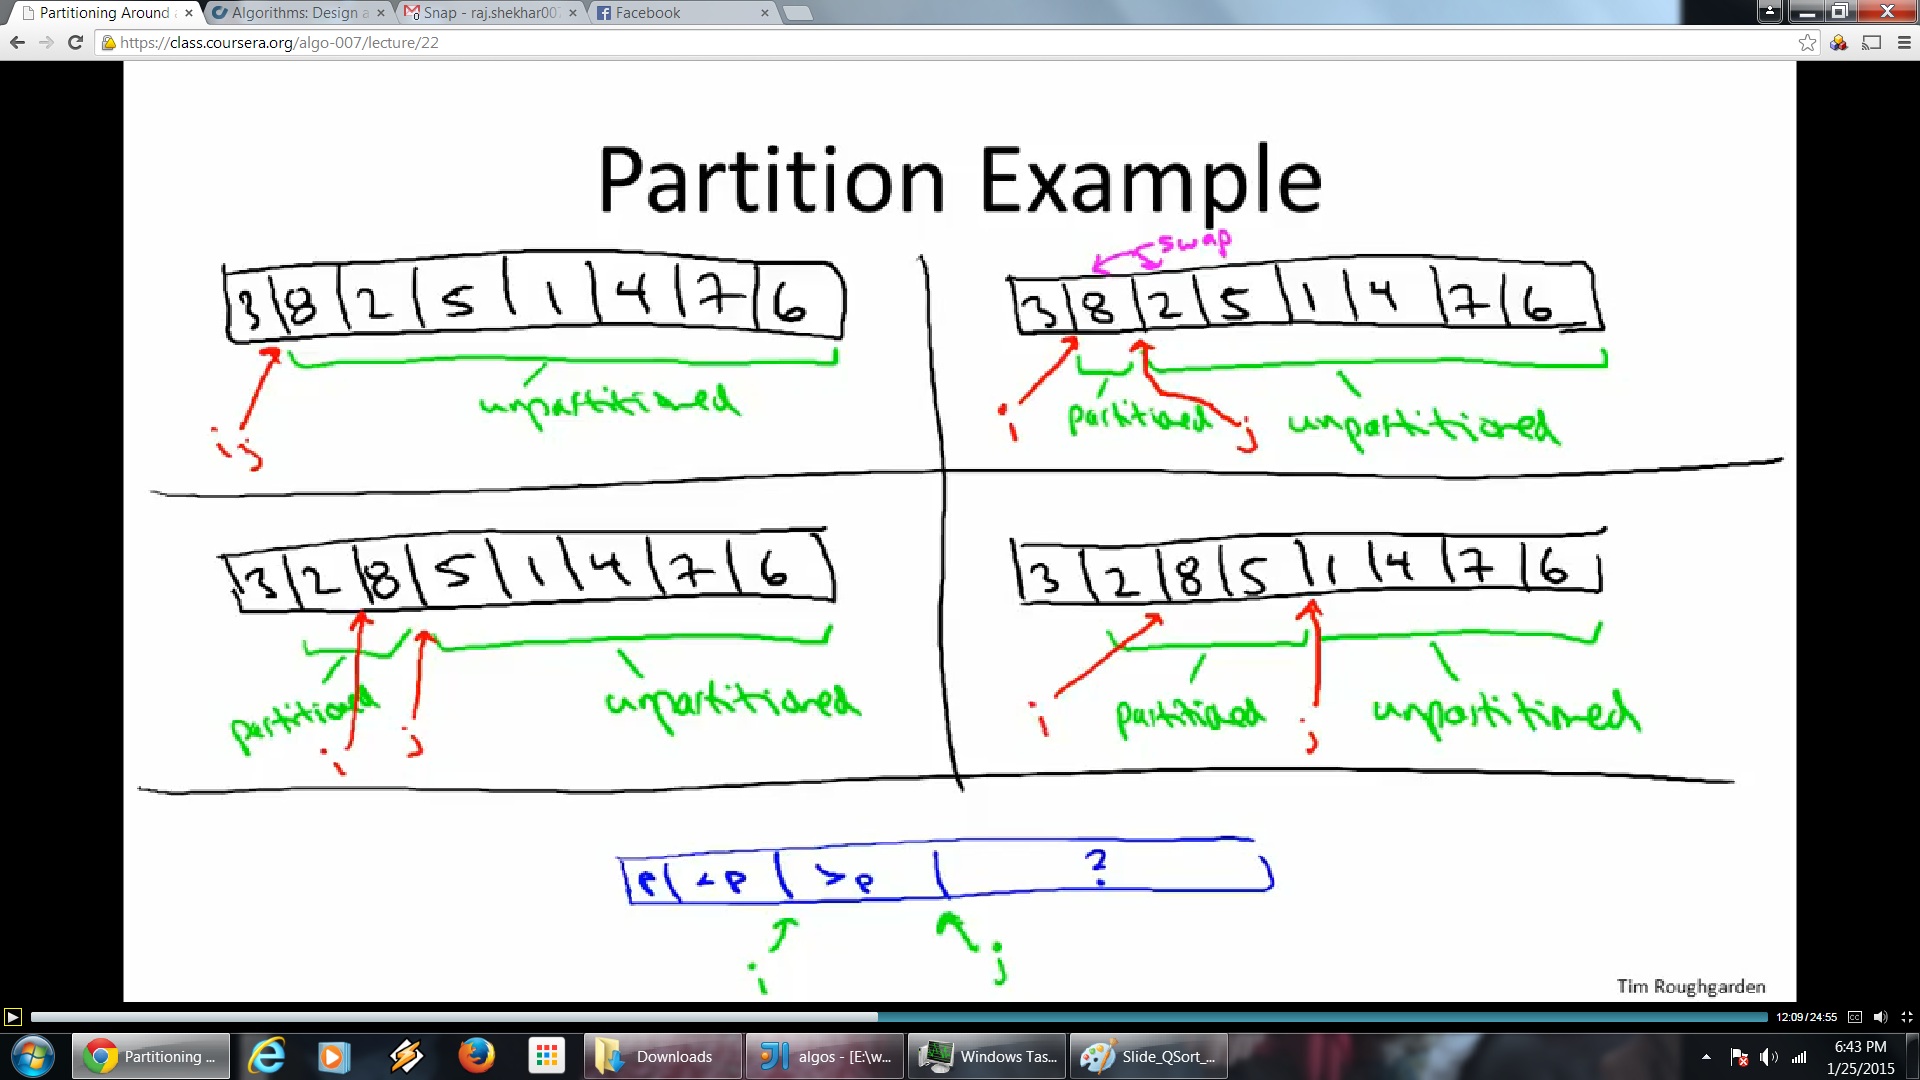 Partitioning Around
Algorithms: Design a
Snap - raj.shekhar007
Facebook
https://class.coursera.org/algo-007/lecture/22
Partition Example
swap
3 8 2 5 1 4 7 6
3 8 2 5 1 4 7 6
unpartitioned
i j
i
partitioned
j
unpartitioned
3 2 8 5 1 4 7 6
3 2 8 5 1 4 7 6
partitioned
i
j
unpartitioned
i
partitioned
j
unpartitioned
p <p >p ?
i
j
Tim Roughgarden
12:09 / 24:55
CC
Partitioning ...
Downloads
algos - [E:\w...
Windows Tas...
Slide_QSort_...
6:43 PM
1/25/2015